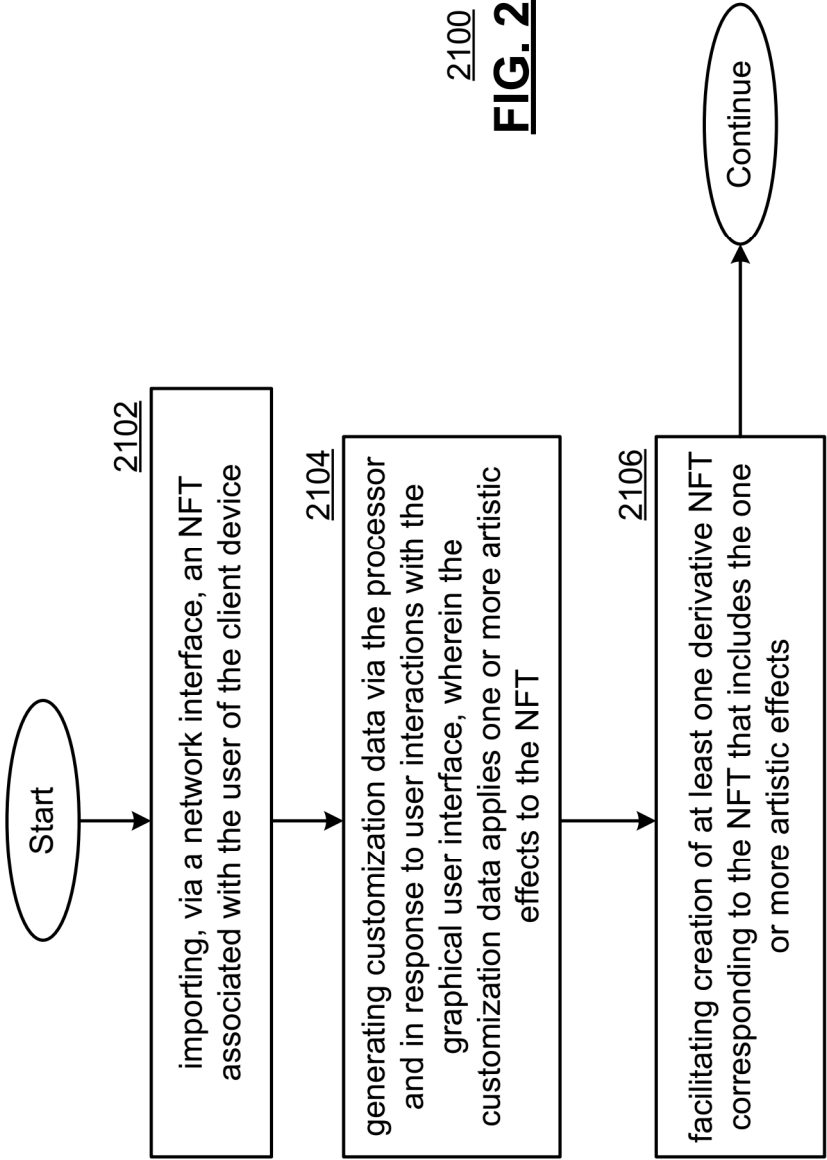 Start
2102
importing, via a network interface, an NFT
associated with the user of the client device
2104
generating customization data via the processor
and in response to user interactions with the
graphical user interface, wherein the
customization data applies one or more artistic
effects to the NFT
2106
facilitating creation of at least one derivative NFT
corresponding to the NFT that includes the one
or more artistic effects
Continue
2100
FIG. 2